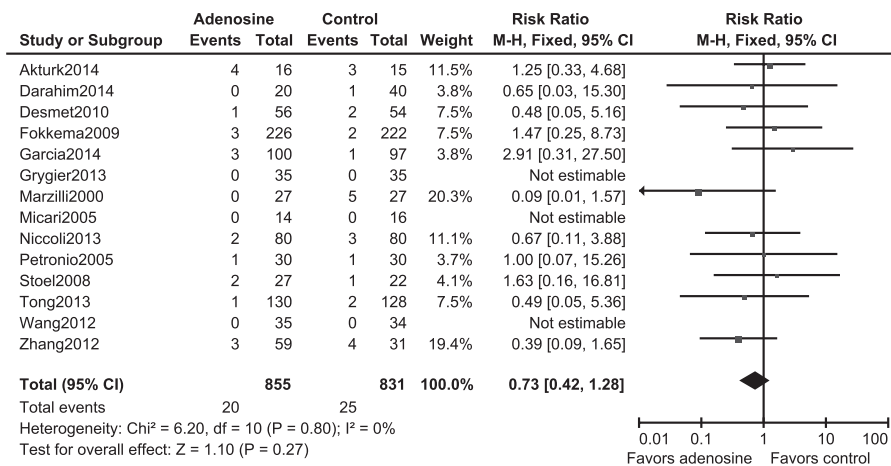 Adenosine Control Risk Ratio Risk Ratio
Study or Subgroup Events Total Events Total Weight M-H, Fixed, 95% CI M-H, Fixed, 95% CI
Akturk2014 4 16 3 15 11.5% 1.25 [0.33, 4.68]
Darahim2014 0 20 1 40 3.8% 0.65 [0.03, 15.30]
Desmet2010 1 56 2 54 7.5% 0.48 [0.05, 5.16]
Fokkema2009 3 226 2 222 7.5% 1.47 [0.25, 8.73]
Garcia2014 3 100 1 97 3.8% 2.91 [0.31, 27.50]
Grygier2013 0 35 0 35 Not estimable
Marzilli2000 0 27 5 27 20.3% 0.09 [0.01, 1.57]
Micari2005 0 14 0 16 Not estimable
Niccoli2013 2 80 3 80 11.1% 0.67 [0.11, 3.88]
Petronio2005 1 30 1 30 3.7% 1.00 [0.07, 15.26]
Stoel2008 2 27 1 22 4.1% 1.63 [0.16, 16.81]
Tong2013 1 130 2 128 7.5% 0.49 [0.05, 5.36]
Wang2012 0 35 0 34 Not estimable
Zhang2012 3 59 4 31 19.4% 0.39 [0.09, 1.65]
Total (95% CI) 855 831 100.0% 0.73 [0.42, 1.28]
Total events 20 25
Heterogeneity: Chi² = 6.20, df = 10 (P = 0.80); I² = 0%
Test for overall effect: Z = 1.10 (P = 0.27)
0.01 0.10 1 10 100
Favors adenosine Favors control